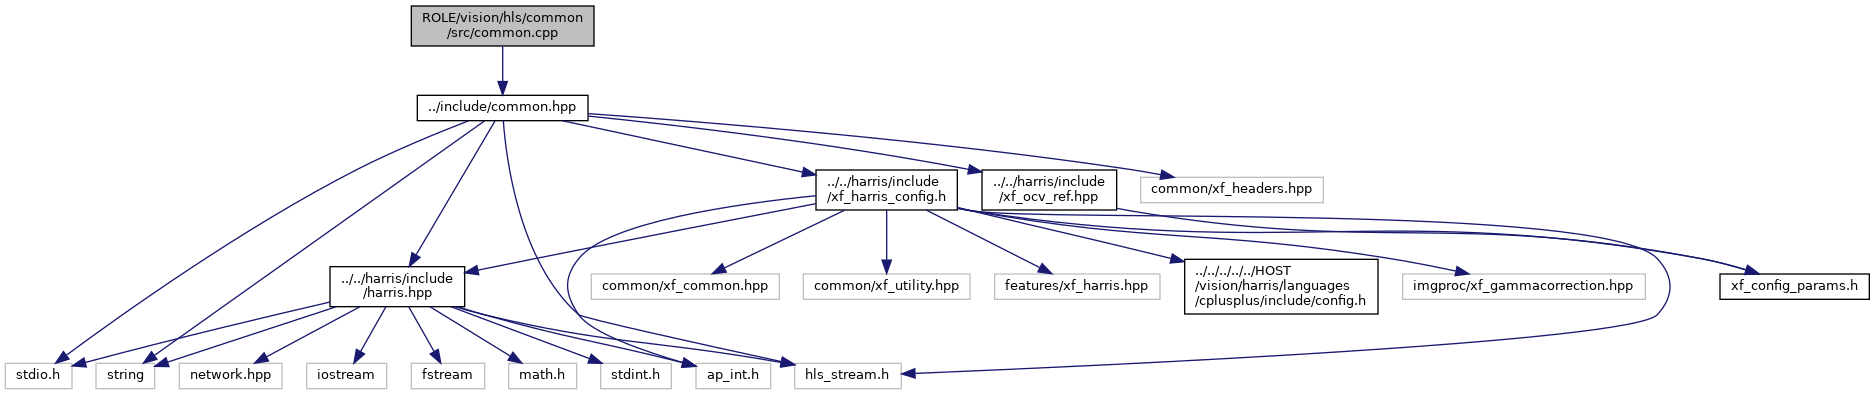 ROLE/vision/hls/common
/src/common.cpp
../include/common.hpp
../../harris/include
/xf_harris_config.h
../../harris/include
/xf_ocv_ref.hpp
common/xf_headers.hpp
../../harris/include
/harris.hpp
common/xf_common.hpp
common/xf_utility.hpp
features/xf_harris.hpp
../../../../../HOST
/vision/harris/languages
/cplusplus/include/config.h
imgproc/xf_gammacorrection.hpp
xf_config_params.h
stdio.h
string
network.hpp
iostream
fstream
math.h
stdint.h
ap_int.h
hls_stream.h